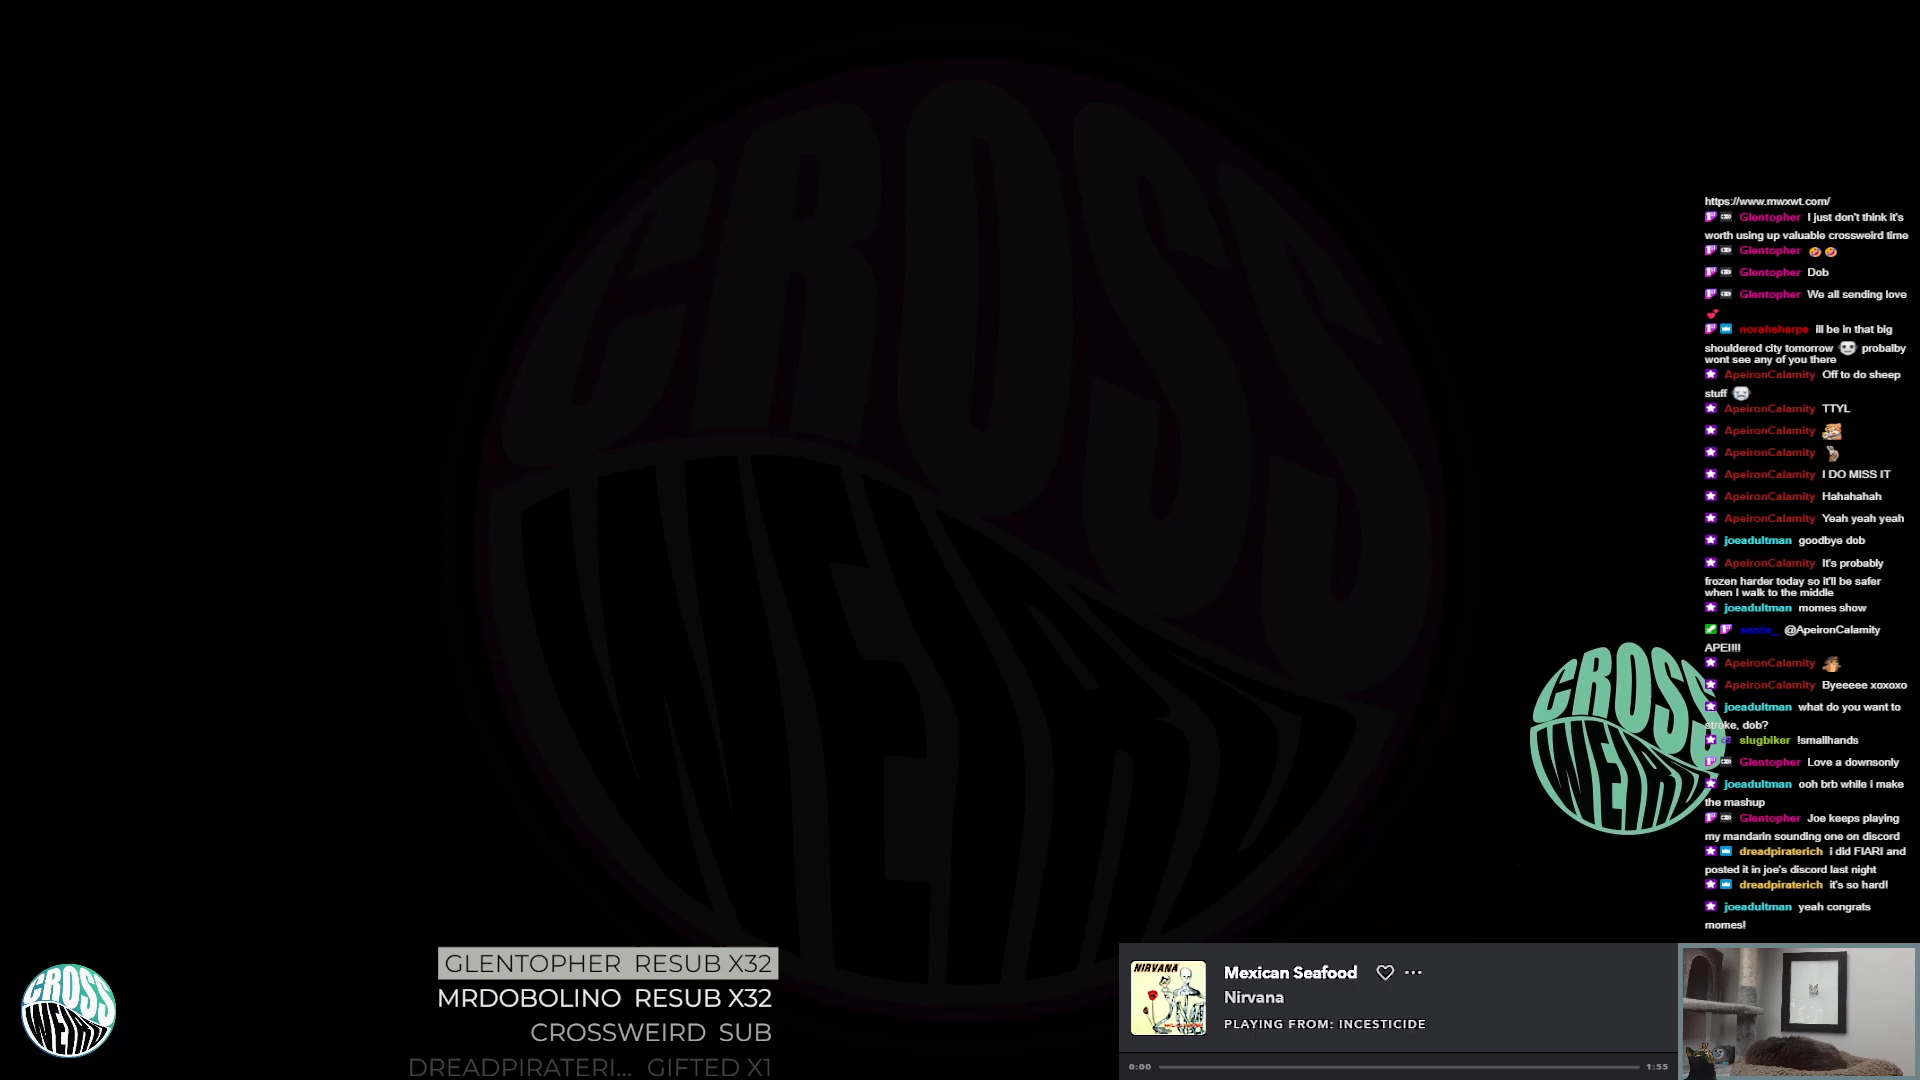 CROSS
WEIRD
https://www.mwxwt.com/
Glentopher I just don't think it's
worth using up valuable crossweird time
Glentopher 🤣 🤣
Glentopher Dob
Glentopher We all sending love
💕
noraheharpe ill be in that big
shouldered city tomorrow probalby
wont see any of you there
ApeironCalamity Off to do sheep
stuff
ApeironCalamity TTYL
ApeironCalamity
ApeironCalamity
ApeironCalamity I DO MISS IT
ApeironCalamity Hahahahah
ApeironCalamity Yeah yeah yeah
joeadultman goodbye dob
ApeironCalamity It's probably
frozen harder today so it'll be safer
when I walk to the middle
joeadultman momes show
@ApeironCalamity
APEI!!!!
ApeironCalamity
ApeironCalamity Byeeeee xoxoxo
joeadultman what do you want to
stroke, dob?
slugbiker !smallhands
Glentopher Love a downsonly
joeadultman ooh brb while i make
the mashup
Glentopher Joe keeps playing
my mandarin sounding one on discord
dreadpiraterich i did FIARI and
posted it in joe's discord last night
dreadpiraterich it's so hard!
joeadultman yeah congrats
momes!
CROSS
WEIRD
CROSS
WEIRD
GLENTOPHER RESUB X32
MRDOBOLINO RESUB X32
CROSSWEIRD SUB
DREADPIRATERI... GIFTED X1
NIRVANA
Mexican Seafood
Nirvana
PLAYING FROM: INCESTICIDE
0:00 1:55